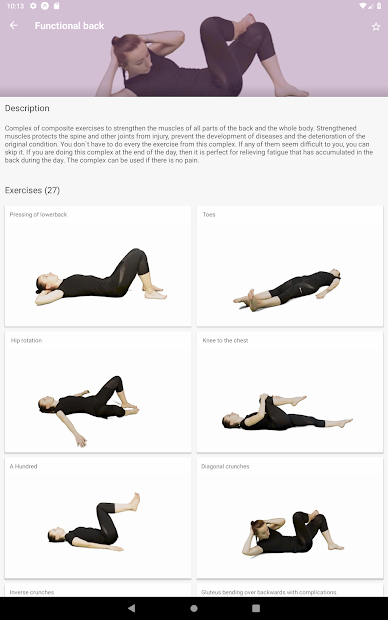 10:13
Functional back
Description
Complex of composite exercises to strengthen the muscles of all parts of the back and the whole body. Strengthened
muscles protects the spine and other joints from injury, prevent the development of diseases and the deterioration of the
original condition. You don`t have to do every the exercise from this complex. If any of them seem difficult to you, you can
skip it. If you are doing this complex at the end of the day, then it is perfect for relieving fatigue that has accumulated in the
back during the day. The complex can be used if there is no pain.
Exercises (27)
Pressing of lowerback
Toes
Hip rotation
Knee to the chest
A Hundred
Diagonal crunches
Inverse crunches
Gluteus bending over backwards with complications